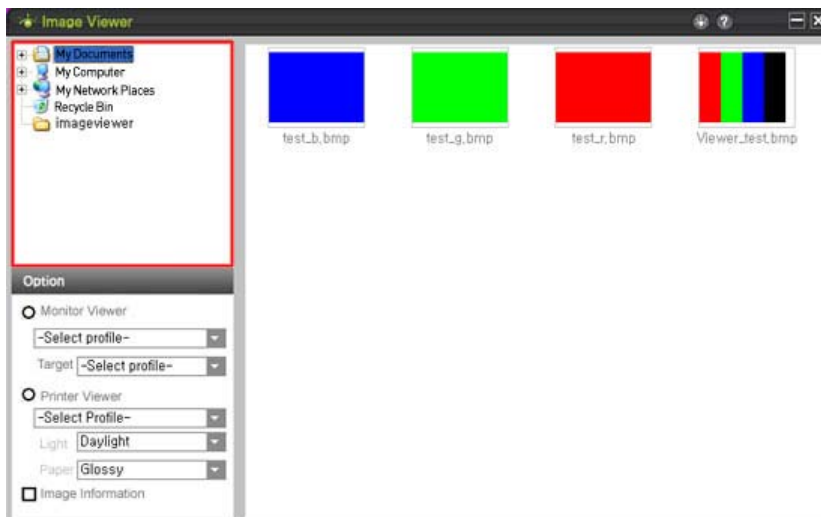 Image Viewer
My Documents
My Computer
My Network Places
Recycle Bin
imageviewer
test_b.bmp
test_g.bmp
test_r.bmp
Viewer_test.bmp
Option
Monitor Viewer
-Select profile-
Target -Select profile-
Printer Viewer
-Select Profile-
Light Daylight
Paper Glossy
Image Information